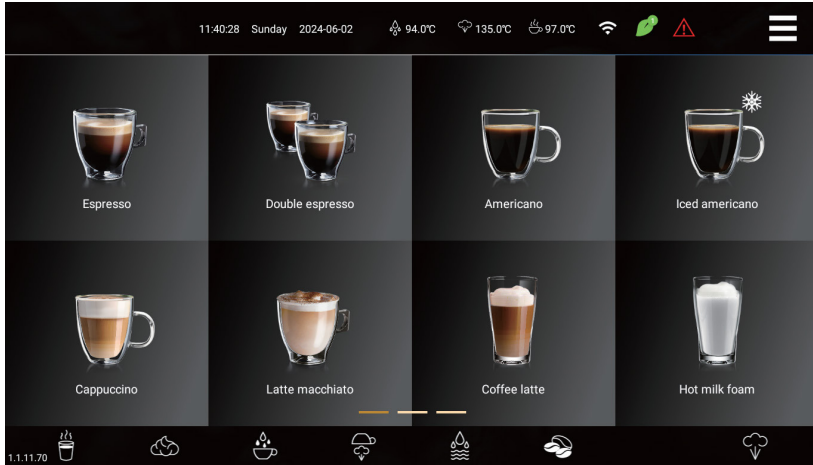 11:40:28 Sunday 2024-06-02 94.0℃ 135.0℃ 97.0℃ 1
Espresso Double espresso Americano Iced americano
Cappuccino Latte macchiato Coffee latte Hot milk foam
1.1.11.70